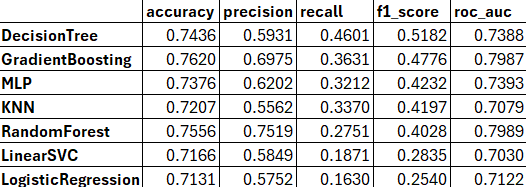 accuracy precision recall f1_score roc_auc
DecisionTree 0.7436 0.5931 0.4601 0.5182 0.7388
GradientBoosting 0.7620 0.6975 0.3631 0.4776 0.7987
MLP 0.7376 0.6202 0.3212 0.4232 0.7393
KNN 0.7207 0.5562 0.3370 0.4197 0.7079
RandomForest 0.7556 0.7519 0.2751 0.4028 0.7989
LinearSVC 0.7166 0.5849 0.1871 0.2835 0.7030
LogisticRegression 0.7131 0.5752 0.1630 0.2540 0.7122